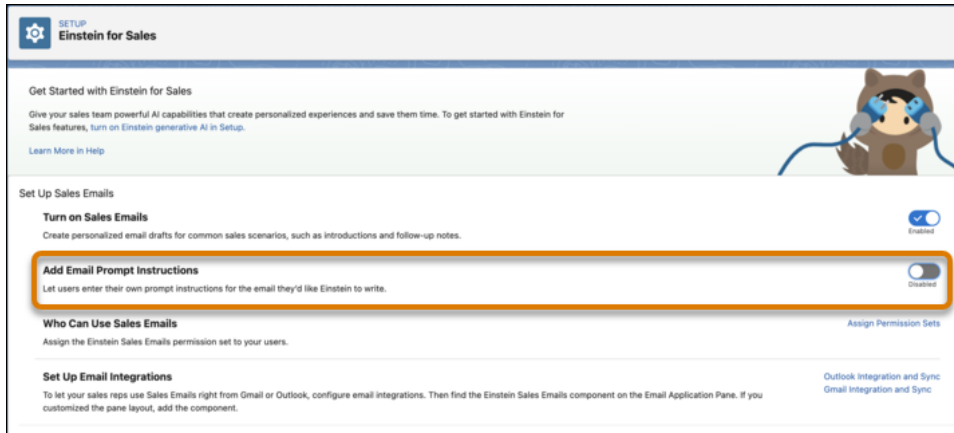 SETUP
Einstein for Sales
Get Started with Einstein for Sales
Give your sales team powerful AI capabilities that create personalized experiences and save them time. To get started with Einstein for
Sales features, turn on Einstein generative AI in Setup.
Learn More in Help
Set Up Sales Emails
Turn on Sales Emails
Create personalized email drafts for common sales scenarios, such as introductions and follow-up notes.
Enabled
Add Email Prompt Instructions
Let users enter their own prompt instructions for the email they'd like Einstein to write.
Disabled
Who Can Use Sales Emails
Assign the Einstein Sales Emails permission set to your users.
Assign Permission Sets
Set Up Email Integrations
To let your sales reps use Sales Emails right from Gmail or Outlook, configure email integrations. Then find the Einstein Sales Emails component on the Email Application Pane. If you
customized the pane layout, add the component.
Outlook Integration and Sync
Gmail Integration and Sync